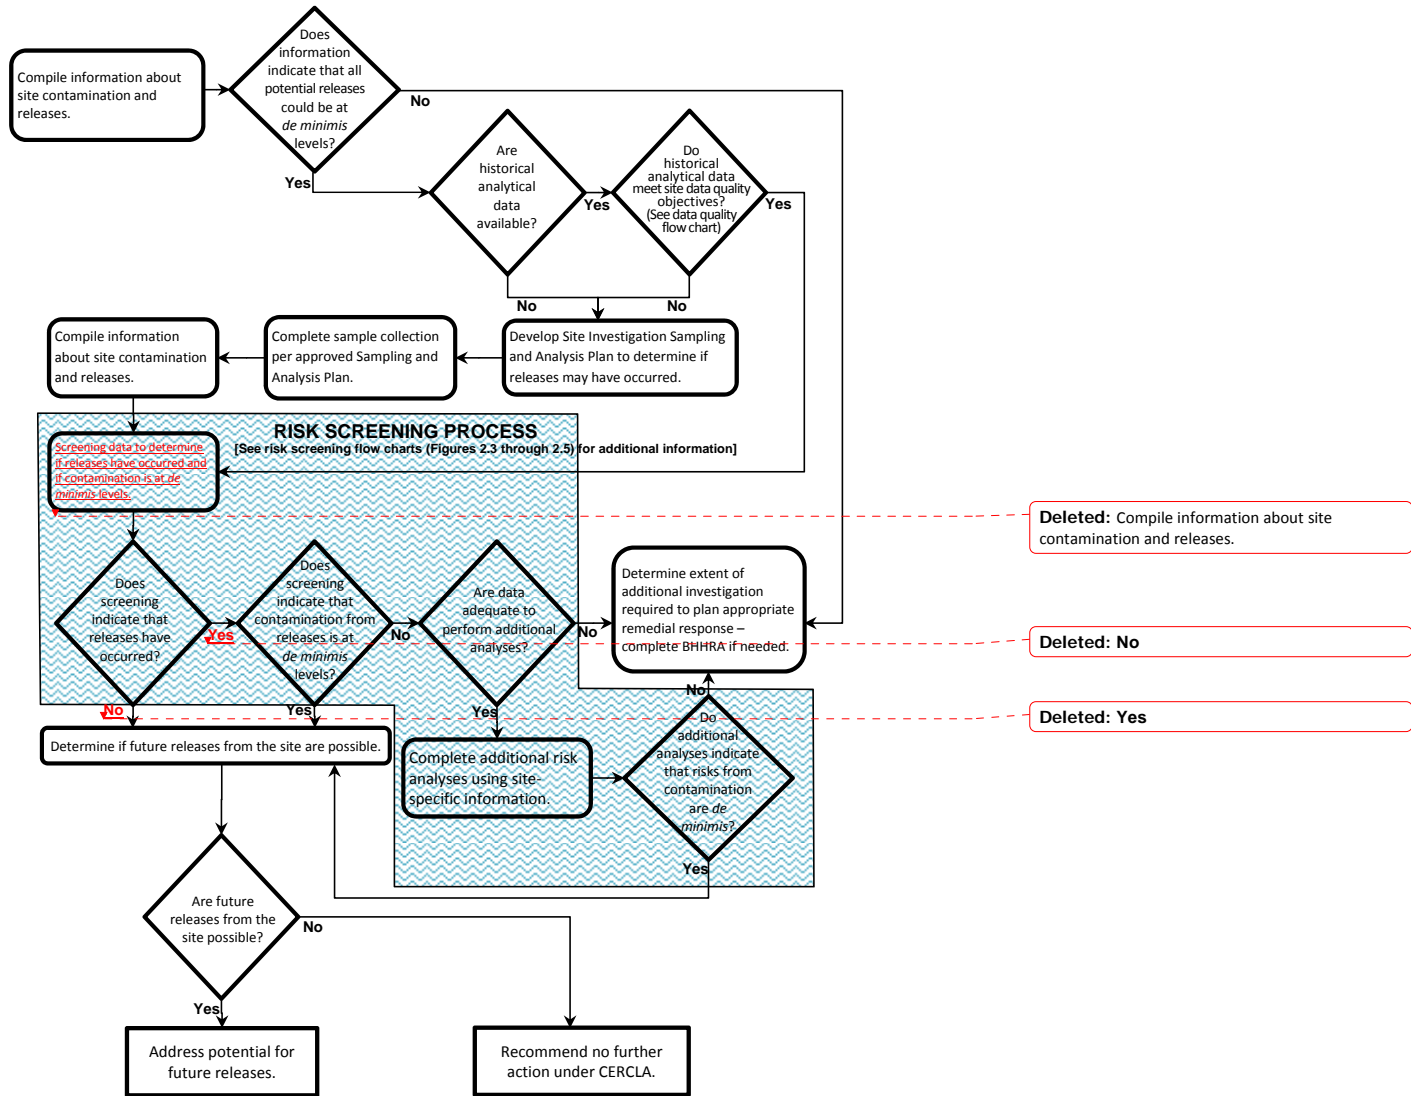 Compile information about
site contamination and
releases.
Does
information
indicate that all
potential releases
could be at
de minimis
levels?
No
Yes
Are
historical
analytical
data
available?
Yes
Do
historical
analytical data
meet site data quality
objectives?
(See data quality
flow chart)
Yes
No
No
Compile information
about site contamination
and releases.
Complete sample collection
per approved Sampling and
Analysis Plan.
Develop Site Investigation Sampling
and Analysis Plan to determine if
releases may have occurred.
RISK SCREENING PROCESS
[See risk screening flow charts (Figures 2.3 through 2.5) for additional information]
Screening data to determine
if releases have occurred and
if contamination is at de
minimis levels.
Deleted: Compile information about site
contamination and releases.
Does
screening
indicate that
releases have
occurred?
Yes
Does
screening
indicate that
contamination from
releases is at
de minimis
levels?
No
Are data
adequate to
perform additional
analyses?
No
Determine extent of
additional investigation
required to plan appropriate
remedial response –
complete BHHRA if needed.
Deleted: No
No
Yes
Yes
No
Deleted: Yes
Determine if future releases from the site are possible.
Complete additional risk
analyses using site-
specific information.
Do
additional
analyses indicate
that risks from
contamination
are de
minimis?
Yes
Are future
releases from the
site possible?
No
Yes
Address potential for
future releases.
Recommend no further
action under CERCLA.